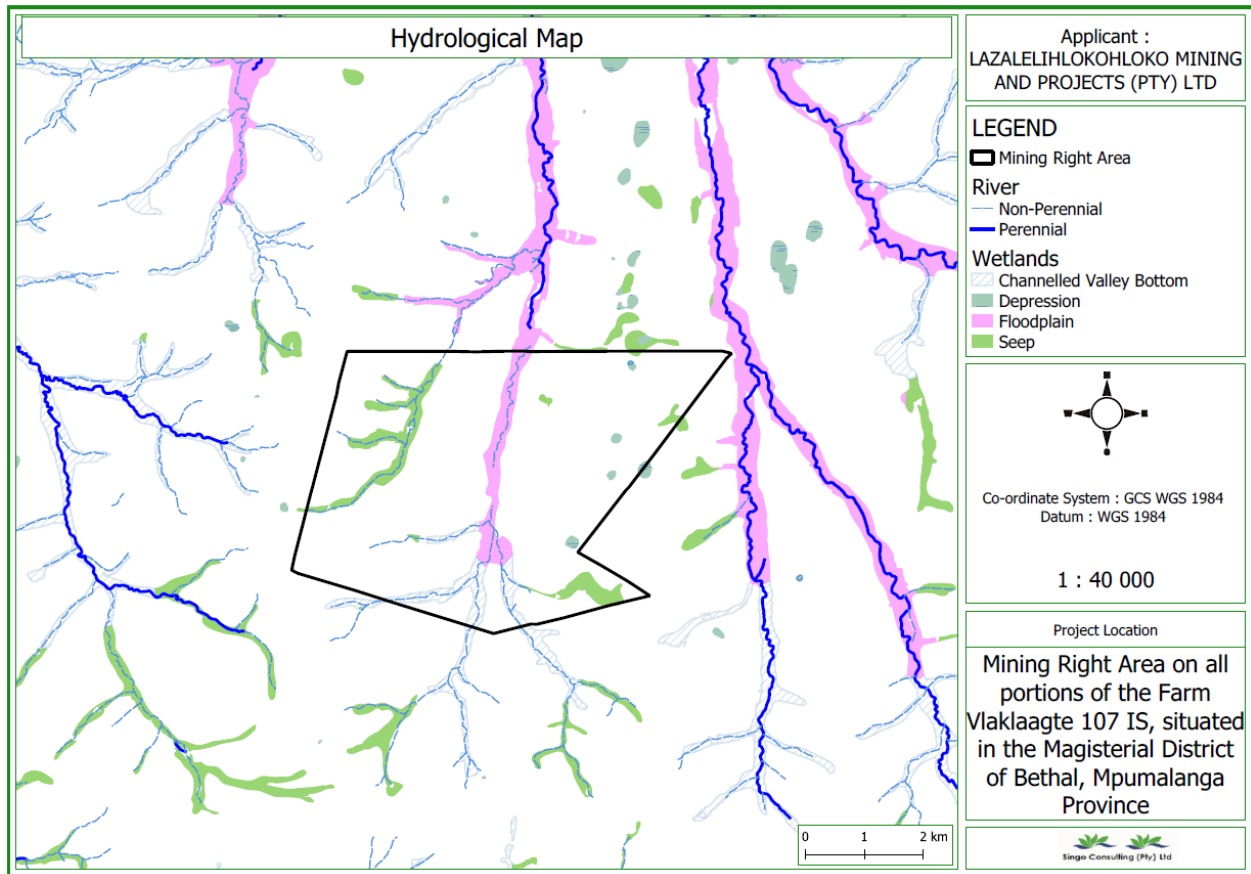 Hydrological Map
Applicant :
LAZALELIHLOKOHLOKO MINING
AND PROJECTS (PTY) LTD
LEGEND
Mining Right Area
River
Non-Perennial
Perennial
Wetlands
Channelled Valley Bottom
Depression
Floodplain
Seep
Co-ordinate System : GCS WGS 1984
Datum : WGS 1984
1 : 40 000
Project Location
Mining Right Area on all
portions of the Farm
Vlaklaagte 107 IS, situated
in the Magisterial District
of Bethal, Mpumalanga
Province
0 1 2 km
Singo Consulting (Pty) Ltd